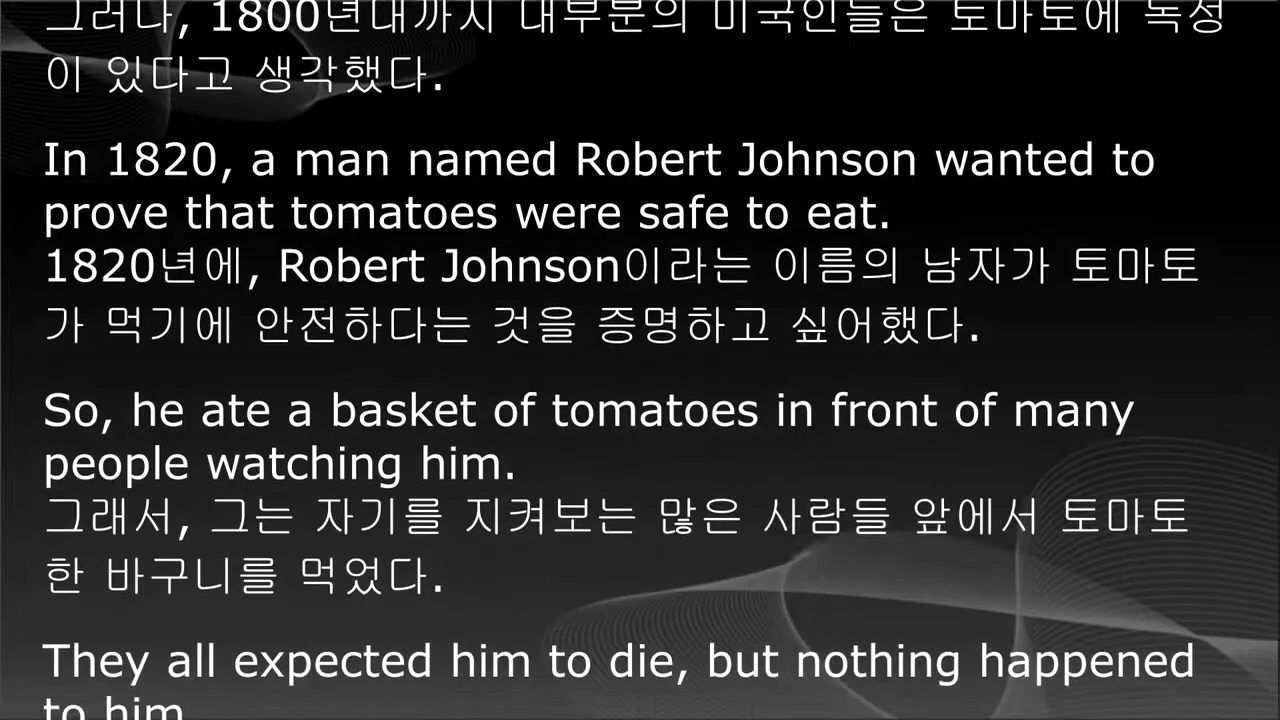 그러나, 1800년대까지 대부분의 미국인들은 토마토에 독성
이 있다고 생각했다.
In 1820, a man named Robert Johnson wanted to
prove that tomatoes were safe to eat.
1820년에, Robert Johnson이라는 이름의 남자가 토마토
가 먹기에 안전하다는 것을 증명하고 싶어했다.
So, he ate a basket of tomatoes in front of many
people watching him.
그래서, 그는 자기를 지켜보는 많은 사람들 앞에서 토마토
한 바구니를 먹었다.
They all expected him to die, but nothing happened
to him